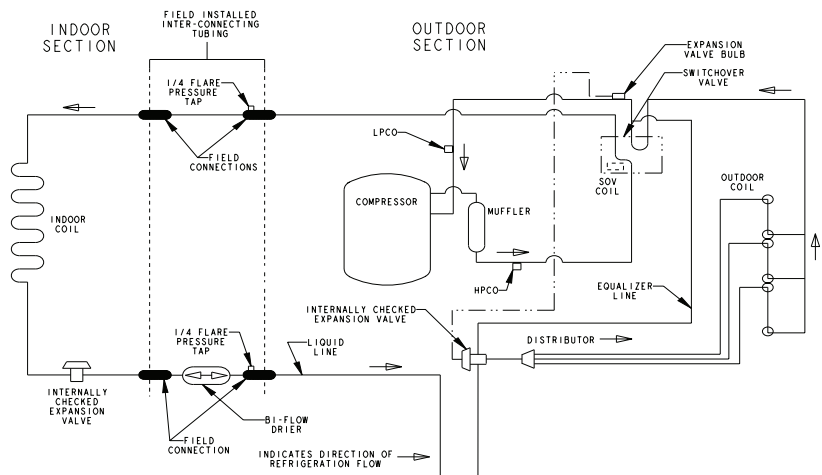 INDOOR
SECTION
FIELD INSTALLED
INTER-CONNECTING
TUBING
OUTDOOR
SECTION
EXPANSION
VALVE BULB
SWITCHOVER
VALVE
1/4 FLARE
PRESSURE
TAP
LPCO
FIELD
CONNECTIONS
SOV
COIL
OUTDOOR
COIL
COMPRESSOR
MUFFLER
INDOOR
COIL
HPCO
EQUALIZER
LINE
INTERNALLY CHECKED
EXPANSION VALVE
1/4 FLARE
PRESSURE
TAP
LIQUID
LINE
DISTRIBUTOR
INTERNALLY
CHECKED
EXPANSION
VALVE
BI-FLOW
DRIER
FIELD
CONNECTION
INDICATES DIRECTION OF
REFRIGERATION FLOW